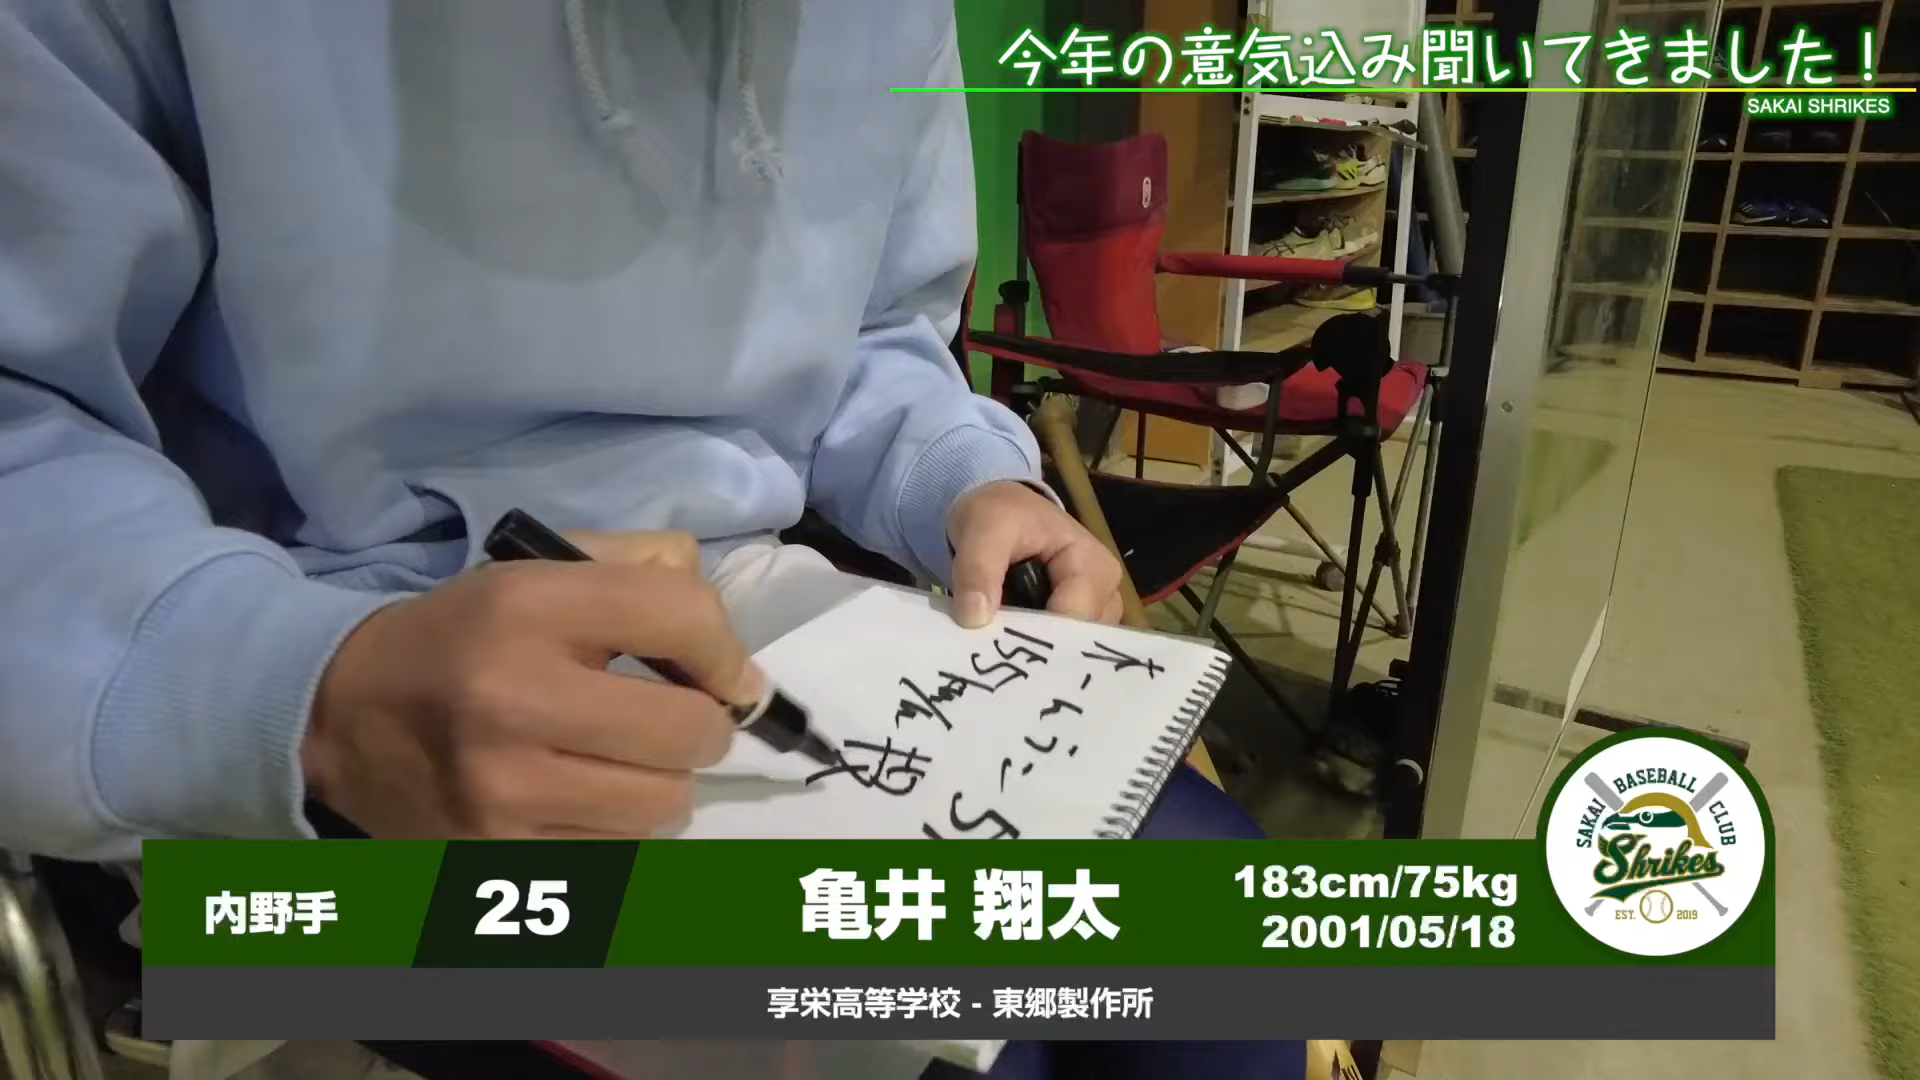 今年の意気込み聞いてきました！
SAKAI SHRIKES
155km/h
内野手
25
亀井 翔太
183cm/75kg
2001/05/18
享栄高等学校 - 東郷製作所
SAKAI BASEBALL CLUB
Shrikes
EST. 2019